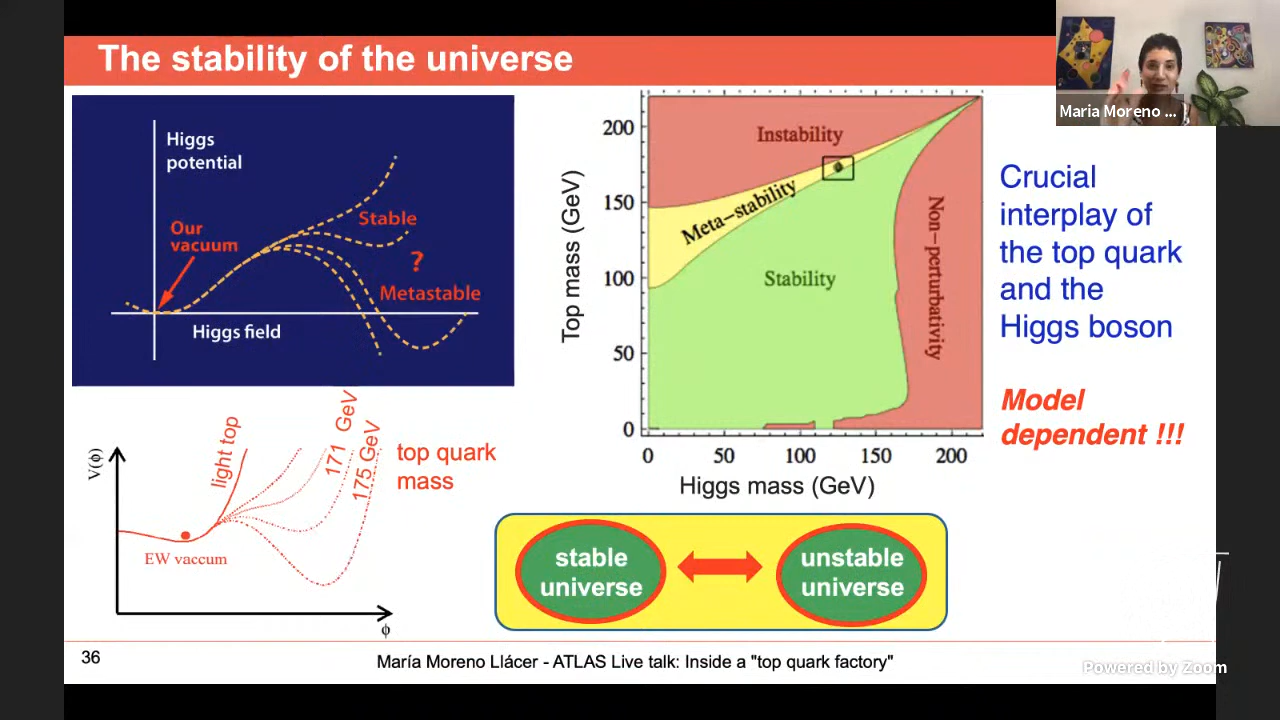 The stability of the universe
Maria Moreno ...
Higgs
potential
Our
vacuum
Stable
?
Metastable
Higgs field
Top mass (GeV)
200
150
100
50
0
Instability
Meta-stability
Stability
Non-perturbativity
0 50 100 150 200
Higgs mass (GeV)
Crucial
interplay of
the top quark
and the
Higgs boson
Model
dependent !!!
V(ϕ)
light top
171 GeV
175 GeV
top quark
mass
EW vaccum
ϕ
stable
universe
unstable
universe
36
María Moreno Llácer - ATLAS Live talk: Inside a "top quark factory"
Powered by Zoom